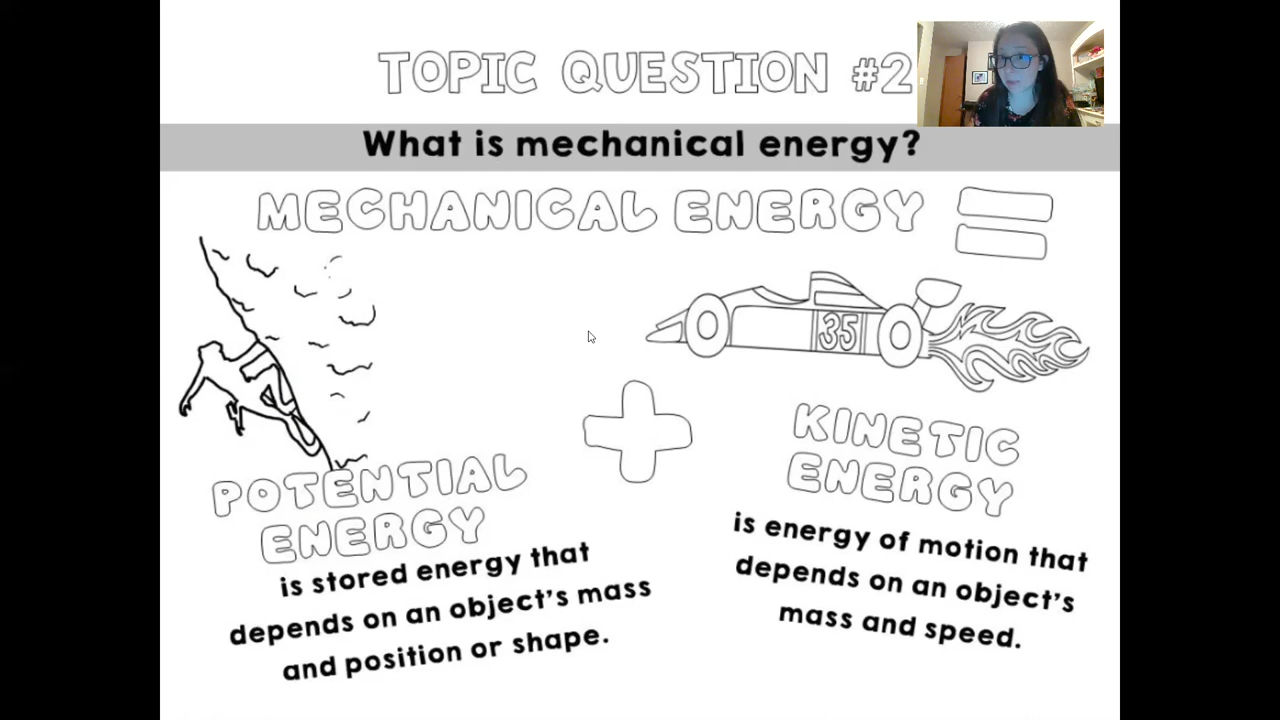 TOPIC QUESTION #2
What is mechanical energy?
MECHANICAL ENERGY =
35
+
POTENTIAL
ENERGY
is stored energy that
depends on an object's mass
and position or shape.
KINETIC
ENERGY
is energy of motion that
depends on an object's
mass and speed.